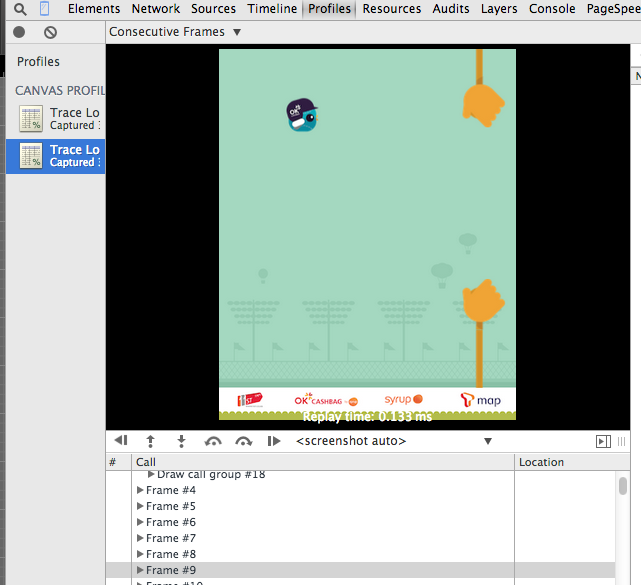 Elements Network Sources Timeline Profiles Resources Audits Layers Console PageSpee
Consecutive Frames ▼
Profiles
CANVAS PROFIL
Trace Lo
Captured
%
Trace Lo
Captured
%
OK
11ST
OK CASHBAG
syrup
T map
Replay time: 0.133 ms
<screenshot auto> ▼
# Call Location
Draw call group #18
Frame #4
Frame #5
Frame #6
Frame #7
Frame #8
Frame #9
Frame #10